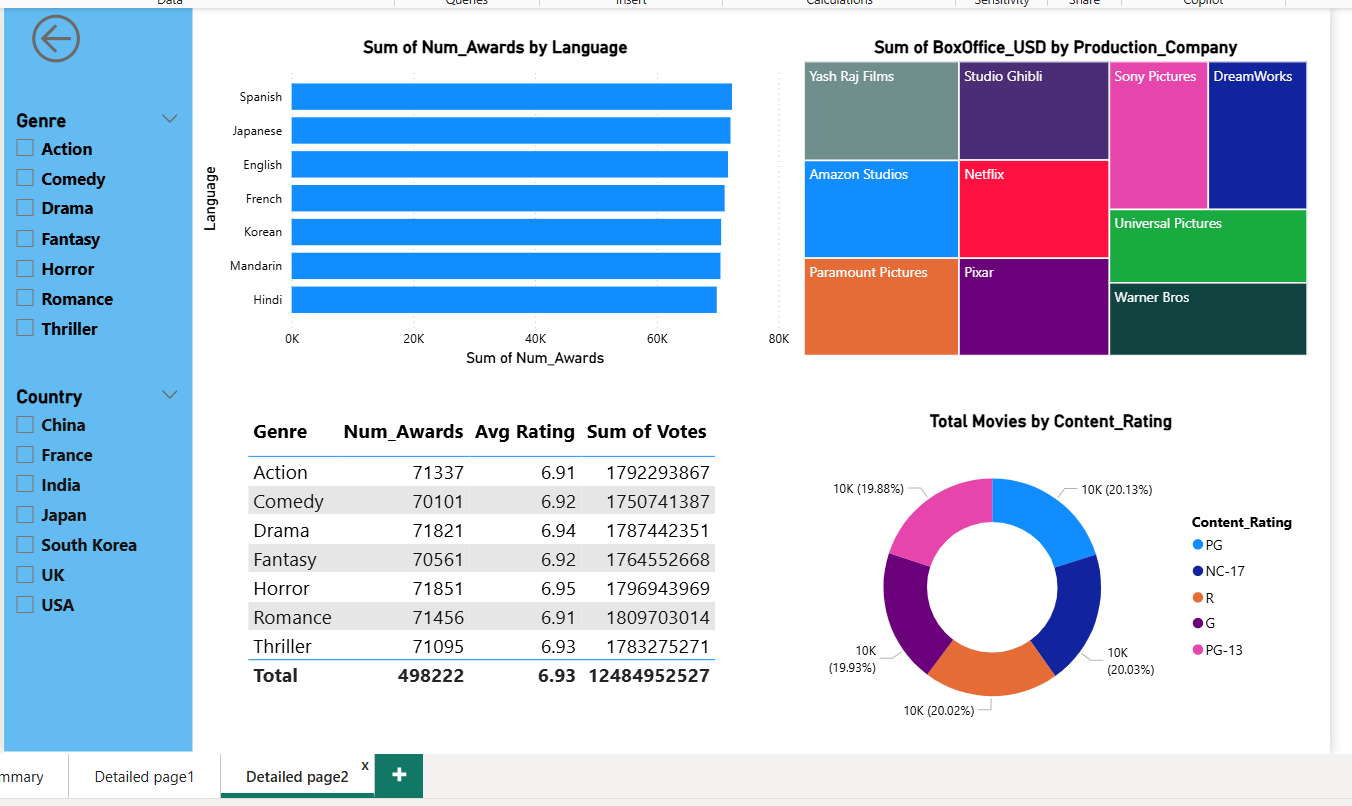 Data Queries Insert Calculations Sensitivity Share Copilot
Genre
Action
Comedy
Drama
Fantasy
Horror
Romance
Thriller
Country
China
France
India
Japan
South Korea
UK
USA
Sum of Num_Awards by Language
Language
Spanish
Japanese
English
French
Korean
Mandarin
Hindi
0K 20K 40K 60K 80K
Sum of Num_Awards
Sum of BoxOffice_USD by Production_Company
Yash Raj Films
Studio Ghibli
Sony Pictures
DreamWorks
Amazon Studios
Netflix
Universal Pictures
Paramount Pictures
Pixar
Warner Bros
Genre Num_Awards Avg Rating Sum of Votes
Action 71337 6.91 1792293867
Comedy 70101 6.92 1750741387
Drama 71821 6.94 1787442351
Fantasy 70561 6.92 1764552668
Horror 71851 6.95 1796943969
Romance 71456 6.91 1809703014
Thriller 71095 6.93 1783275271
Total 498222 6.93 12484952527
Total Movies by Content_Rating
10K (19.88%)
10K (20.13%)
10K
(19.93%)
10K
(20.03%)
10K (20.02%)
Content_Rating
PG
NC-17
R
G
PG-13
mmary Detailed page1 Detailed page2 x +